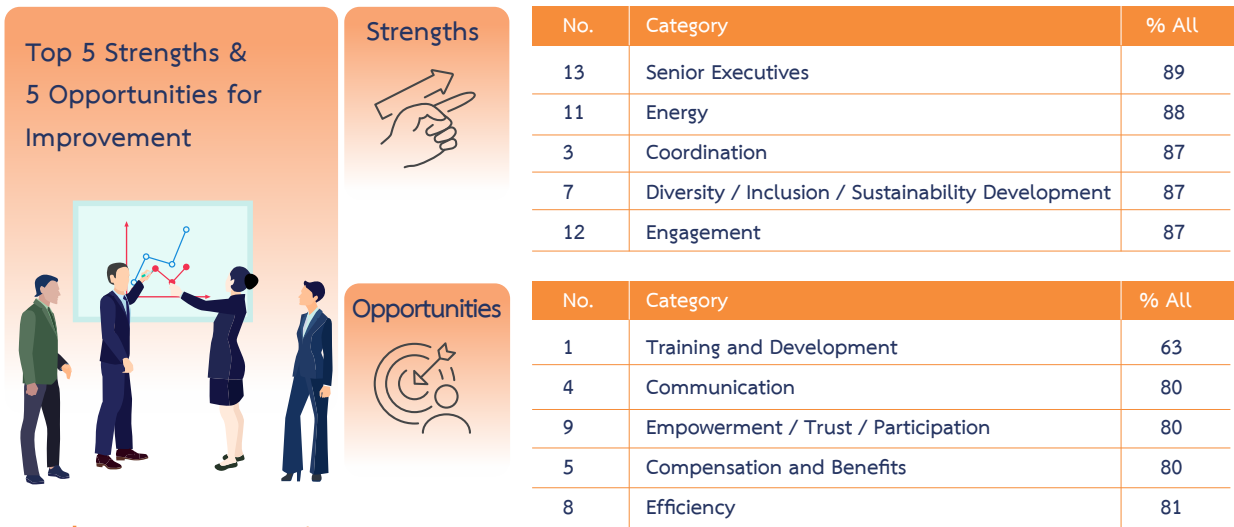 Top 5 Strengths &
5 Opportunities for
Improvement
Strengths
No. Category % All
13 Senior Executives 89
11 Energy 88
3 Coordination 87
7 Diversity / Inclusion / Sustainability Development 87
12 Engagement 87
Opportunities
No. Category % All
1 Training and Development 63
4 Communication 80
9 Empowerment / Trust / Participation 80
5 Compensation and Benefits 80
8 Efficiency 81